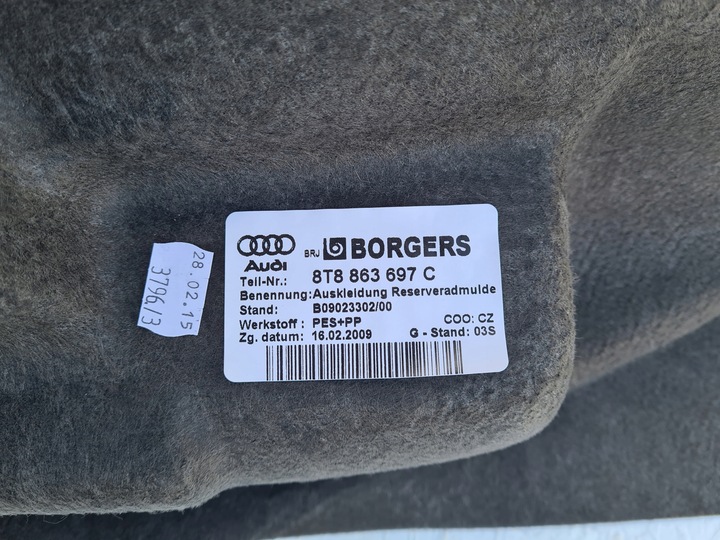 Audi
BRJ BORGERS
Teil-Nr.: 8T8 863 697 C
Benennung: Auskleidung Reserveradmulde
Stand: B09023302/00
Werkstoff : PES+PP COO: CZ
Zg. datum: 16.02.2009 G - Stand: 03S
28.02.15
3796/3